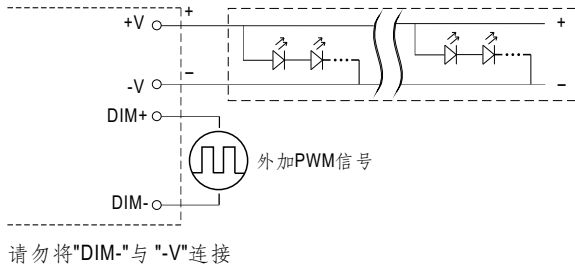 +V
+
+
-V
−
−
DIM+
外加PWM信号
DIM-
请勿将"DIM-"与 "-V"连接